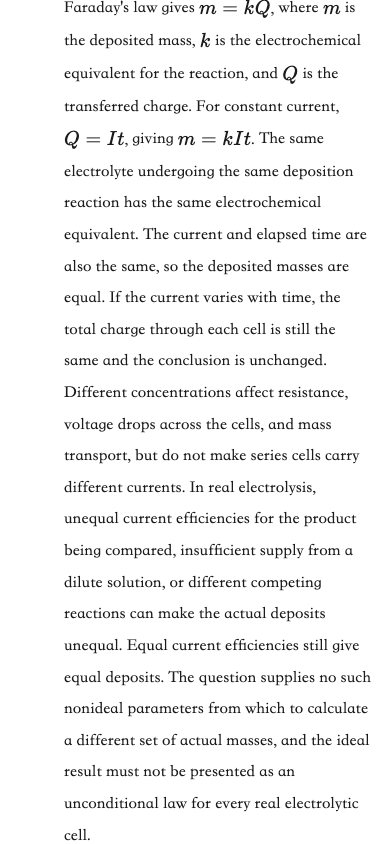 Faraday's law gives m = kQ, where m is
the deposited mass, k is the electrochemical
equivalent for the reaction, and Q is the
transferred charge. For constant current,
Q = It, giving m = kIt. The same
electrolyte undergoing the same deposition
reaction has the same electrochemical
equivalent. The current and elapsed time are
also the same, so the deposited masses are
equal. If the current varies with time, the
total charge through each cell is still the
same and the conclusion is unchanged.
Different concentrations affect resistance,
voltage drops across the cells, and mass
transport, but do not make series cells carry
different currents. In real electrolysis,
unequal current efficiencies for the product
being compared, insufficient supply from a
dilute solution, or different competing
reactions can make the actual deposits
unequal. Equal current efficiencies still give
equal deposits. The question supplies no such
nonideal parameters from which to calculate
a different set of actual masses, and the ideal
result must not be presented as an
unconditional law for every real electrolytic
cell.